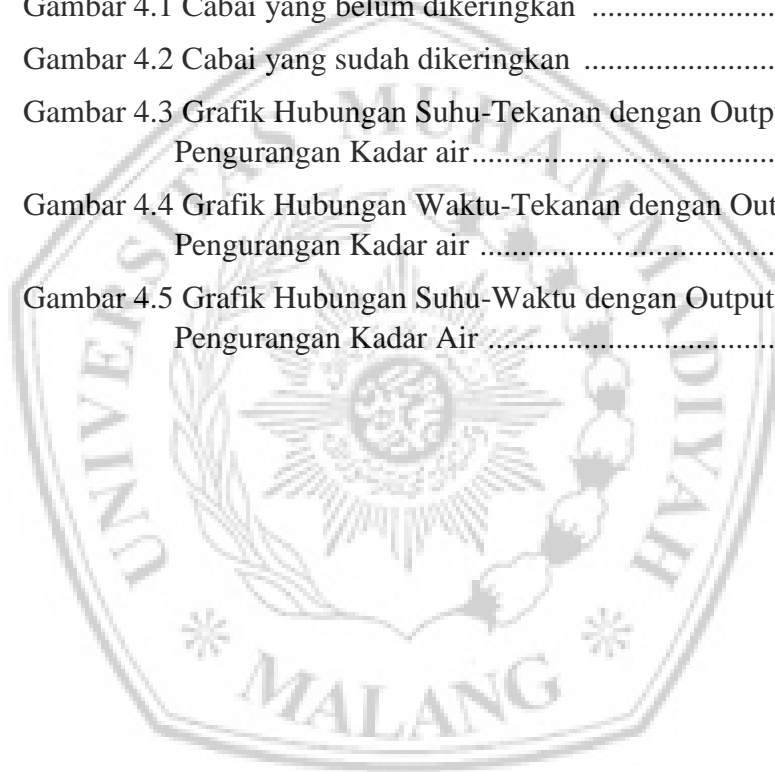 Gambar 4.1 Cabai yang belum dikeringkan ......................
Gambar 4.2 Cabai yang sudah dikeringkan .......................
Gambar 4.3 Grafik Hubungan Suhu-Tekanan dengan Outp
Pengurangan Kadar air.......................................
Gambar 4.4 Grafik Hubungan Waktu-Tekanan dengan Out
Pengurangan Kadar air ......................................
Gambar 4.5 Grafik Hubungan Suhu-Waktu dengan Output
Pengurangan Kadar Air .....................................
UNIVERSITAS MUHAMMADIYAH
MALANG